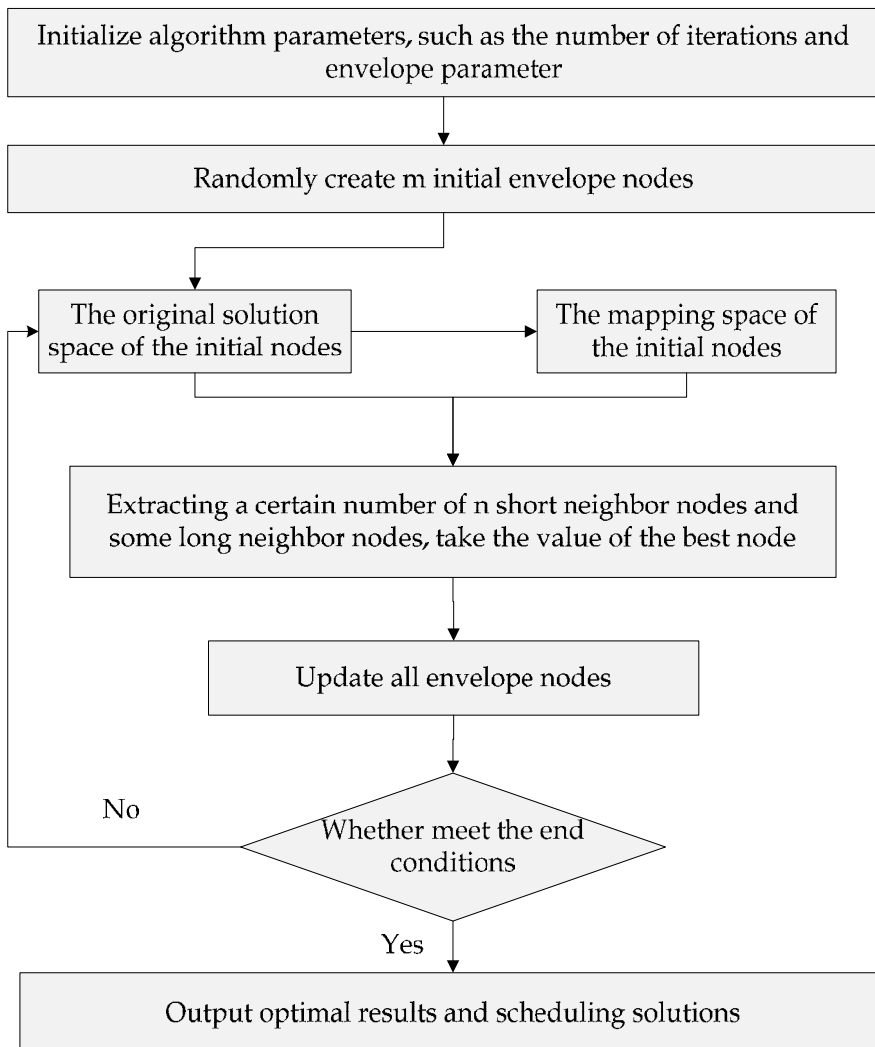 Initialize algorithm parameters, such as the number of iterations and
envelope parameter
Randomly create m initial envelope nodes
The original solution
space of the initial nodes
The mapping space of
the initial nodes
Extracting a certain number of n short neighbor nodes and
some long neighbor nodes, take the value of the best node
Update all envelope nodes
No
Whether meet the end
conditions
Yes
Output optimal results and scheduling solutions